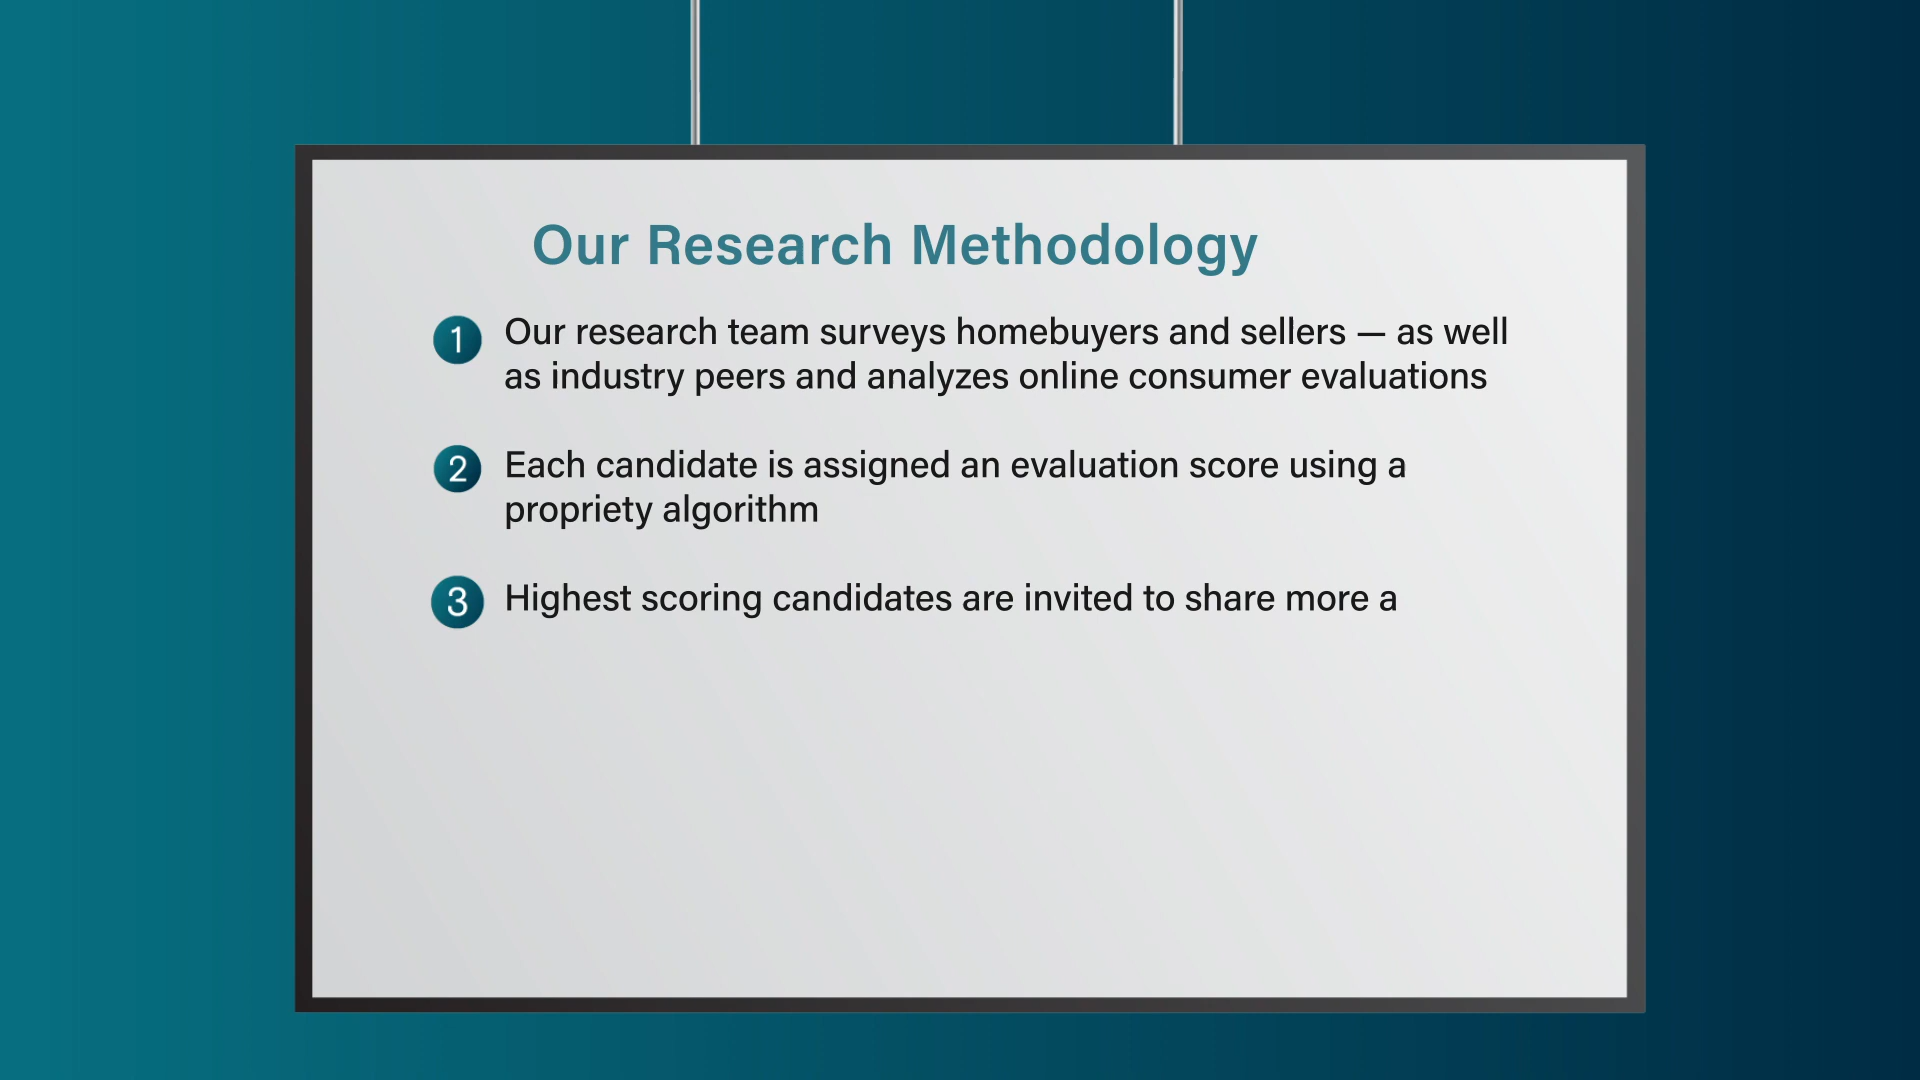 Our Research Methodology
1 Our research team surveys homebuyers and sellers — as well
as industry peers and analyzes online consumer evaluations
2 Each candidate is assigned an evaluation score using a
propriety algorithm
3 Highest scoring candidates are invited to share more a